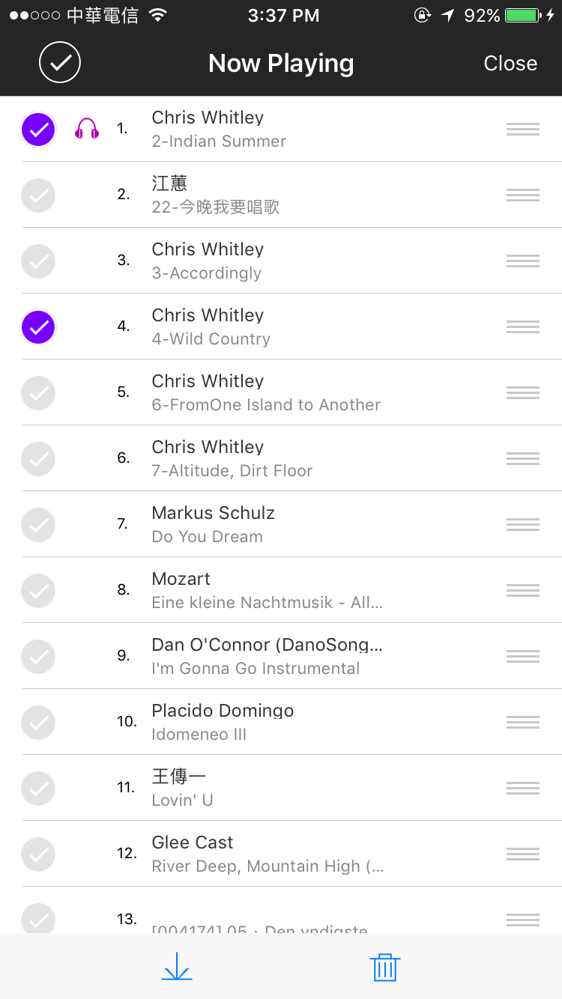 中華電信 3:37 PM 92%
Now Playing Close
1. Chris Whitley
2-Indian Summer
2. 江蕙
22-今晚我要唱歌
3. Chris Whitley
3-Accordingly
4. Chris Whitley
4-Wild Country
5. Chris Whitley
6-FromOne Island to Another
6. Chris Whitley
7-Altitude, Dirt Floor
7. Markus Schulz
Do You Dream
8. Mozart
Eine kleine Nachtmusik - All...
9. Dan O'Connor (DanoSong...
I'm Gonna Go Instrumental
10. Placido Domingo
Idomeneo III
11. 王傳一
Lovin' U
12. Glee Cast
River Deep, Mountain High (...
13.
[004174] 05 · Den yndigste